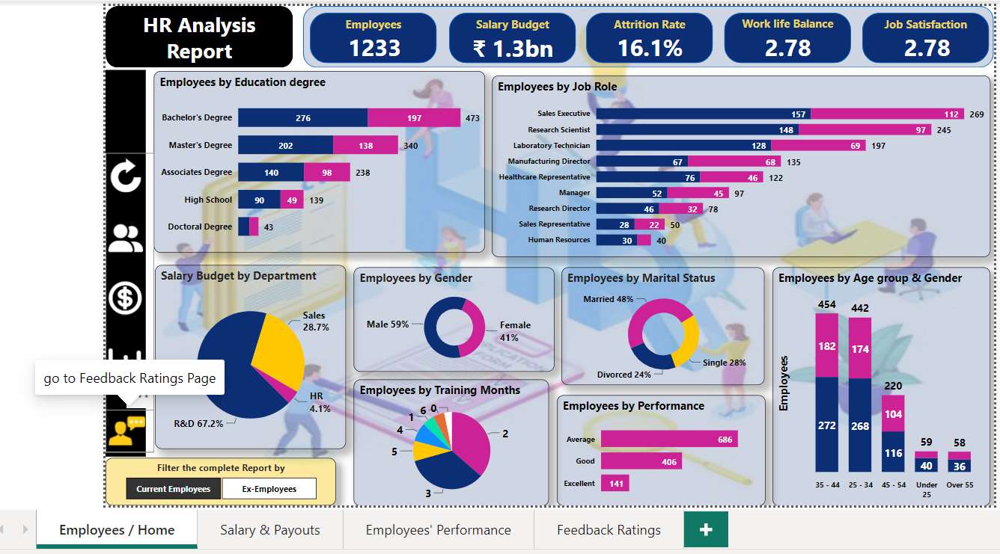 HR Analysis
Report
Employees
1233
Salary Budget
₹ 1.3bn
Attrition Rate
16.1%
Work life Balance
2.78
Job Satisfaction
2.78
Employees by Education degree
Bachelor's Degree 276 197 473
Master's Degree 202 138 340
Associates Degree 140 98 238
High School 90 49 139
Doctoral Degree 43
Employees by Job Role
Sales Executive 157 112 269
Research Scientist 148 97 245
Laboratory Technician 128 69 197
Manufacturing Director 67 68 135
Healthcare Representative 76 46 122
Manager 52 45 97
Research Director 46 32 78
Sales Representative 28 22 50
Human Resources 30 40
Salary Budget by Department
Sales
28.7%
HR
4.1%
R&D 67.2%
Employees by Gender
Male 59%
Female
41%
Employees by Marital Status
Married 48%
Single 28%
Divorced 24%
Employees by Age group & Gender
Employees
454 442 220 59 58
182 174 104
272 268 116 40 36
35 - 44 25 - 34 45 - 54 Under Over 55
25
Employees by Training Months
6 0
1
4
5
3
2
Employees by Performance
Average 686
Good 406
Excellent 141
go to Feedback Ratings Page
Filter the complete Report by
Current Employees Ex-Employees
Employees / Home Salary & Payouts Employees' Performance Feedback Ratings +